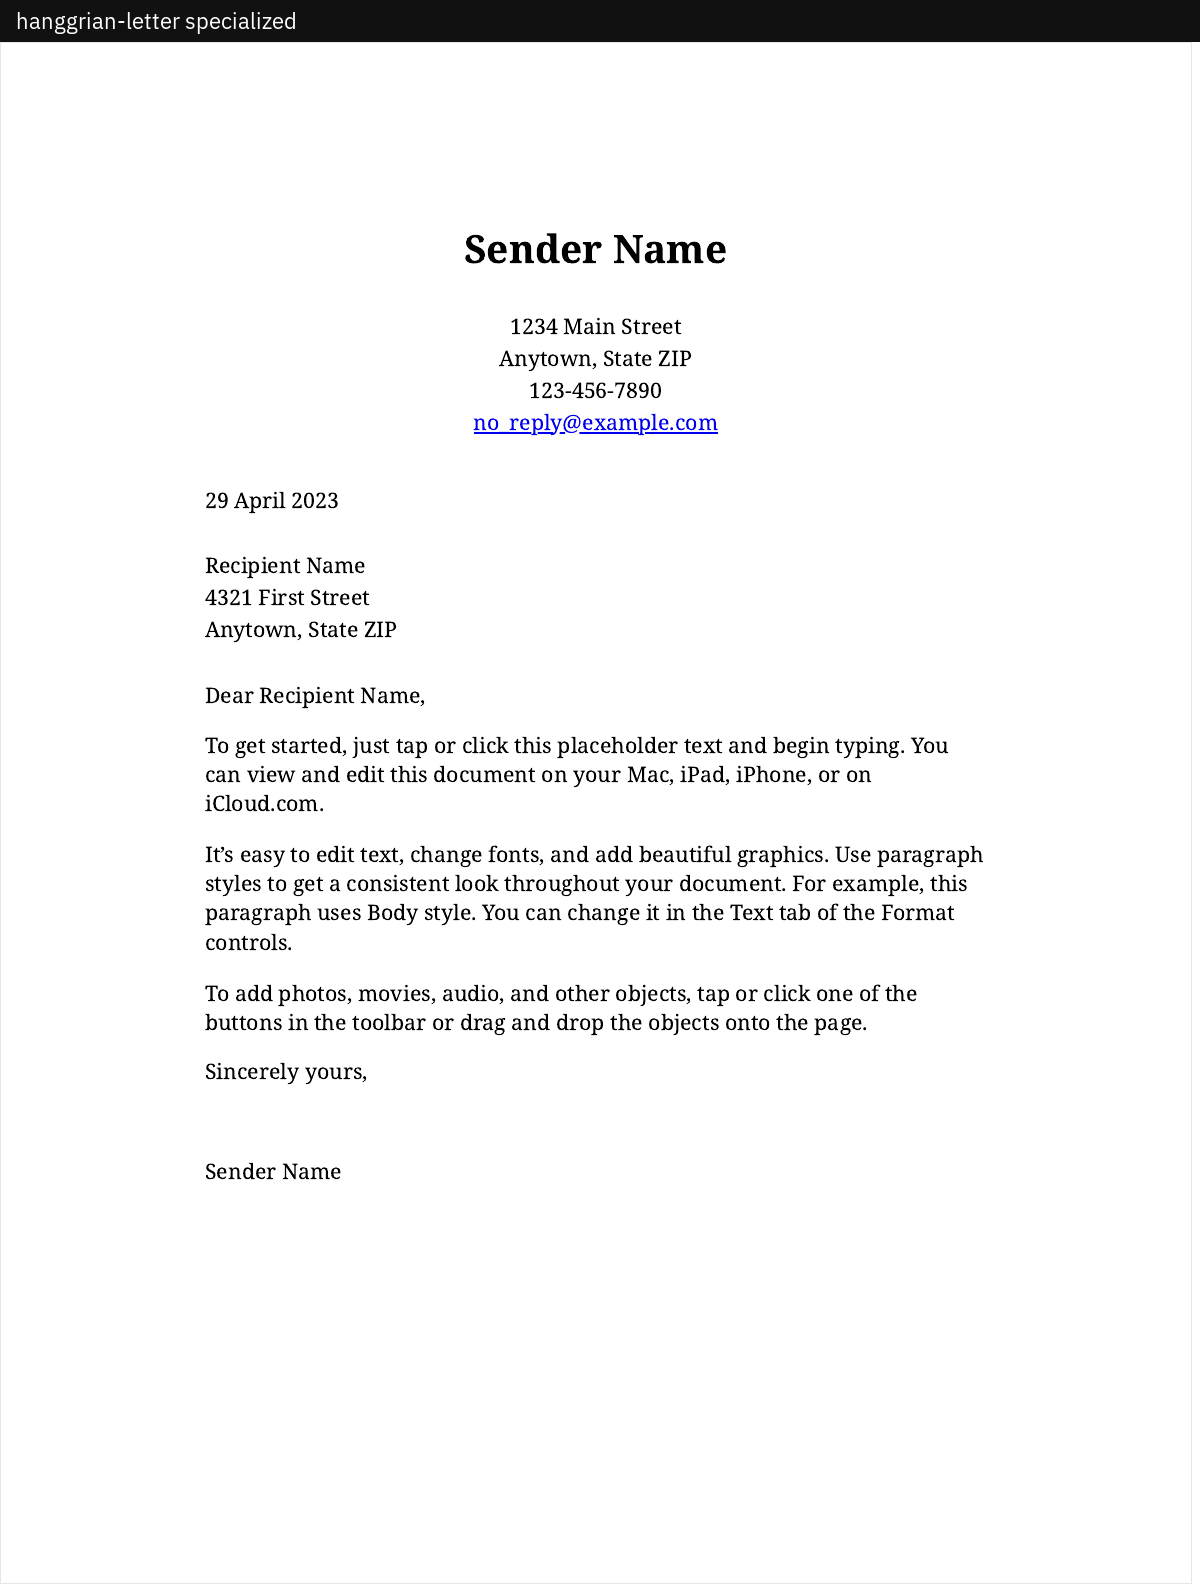 hanggrian-letter specialized
Sender Name
1234 Main Street
Anytown, State ZIP
123-456-7890
no_reply@example.com
29 April 2023
Recipient Name
4321 First Street
Anytown, State ZIP
Dear Recipient Name,
To get started, just tap or click this placeholder text and begin typing. You
can view and edit this document on your Mac, iPad, iPhone, or on
iCloud.com.
It’s easy to edit text, change fonts, and add beautiful graphics. Use paragraph
styles to get a consistent look throughout your document. For example, this
paragraph uses Body style. You can change it in the Text tab of the Format
controls.
To add photos, movies, audio, and other objects, tap or click one of the
buttons in the toolbar or drag and drop the objects onto the page.
Sincerely yours,
Sender Name